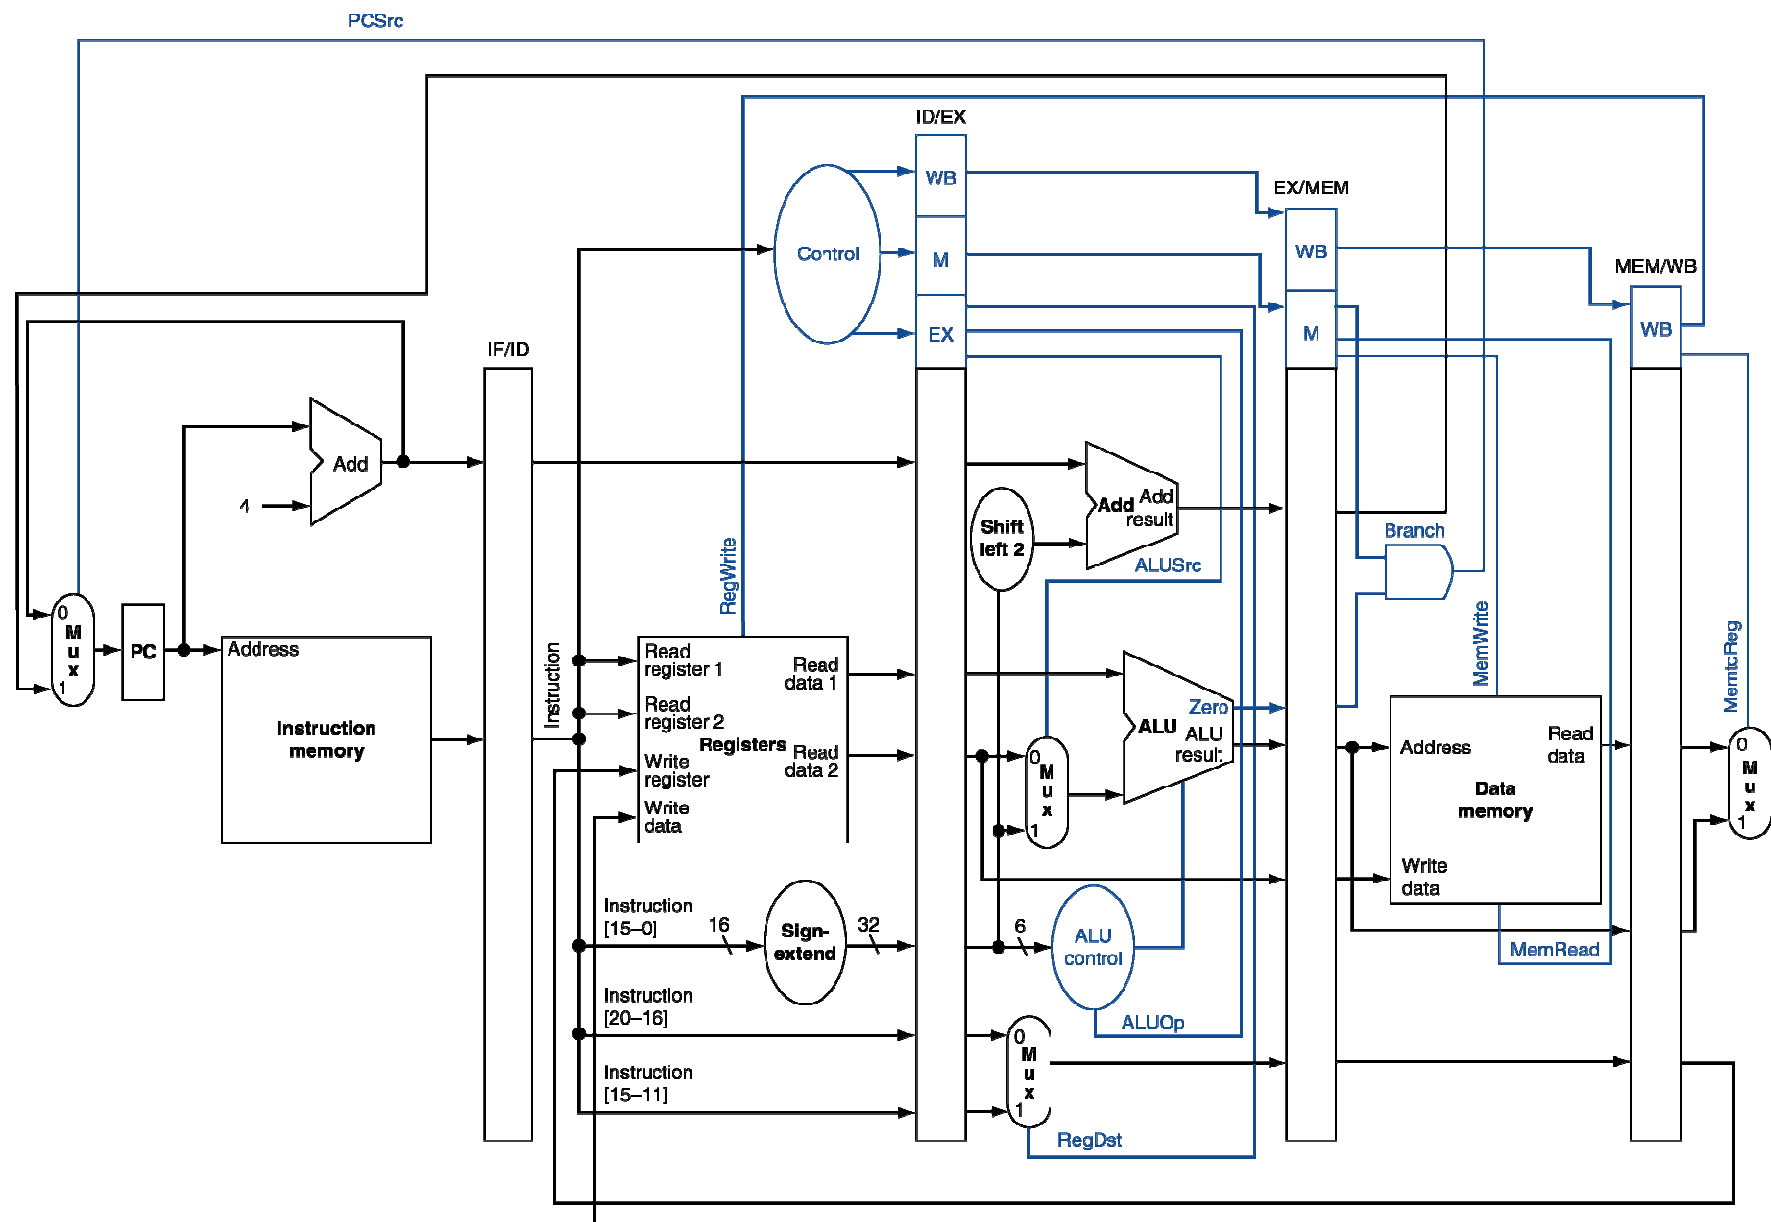 PCSrc
ID/EX
WB
EX/MEM
Control
M
WB
MEM/WB
EX
M
WB
IF/ID
Add
4
Add
Add
result
Shift
left 2
Branch
ALUSrc
RegWrite
MemWrite
MemtcReg
0
M
u
x
1
PC
Address
Instruction
memory
Instruction
Read
register 1
Read
data 1
Read
register 2
Registers
Read
data 2
Write
register
Write
data
0
M
u
x
1
Zero
ALU
ALU
resul:
Address
Read
data
Data
memory
Write
data
0
M
u
x
1
Instruction
[15–0]
16
Sign-
extend
32
6
ALU
control
MemRead
Instruction
[20–16]
ALUOp
0
M
u
x
1
Instruction
[15–11]
RegDst